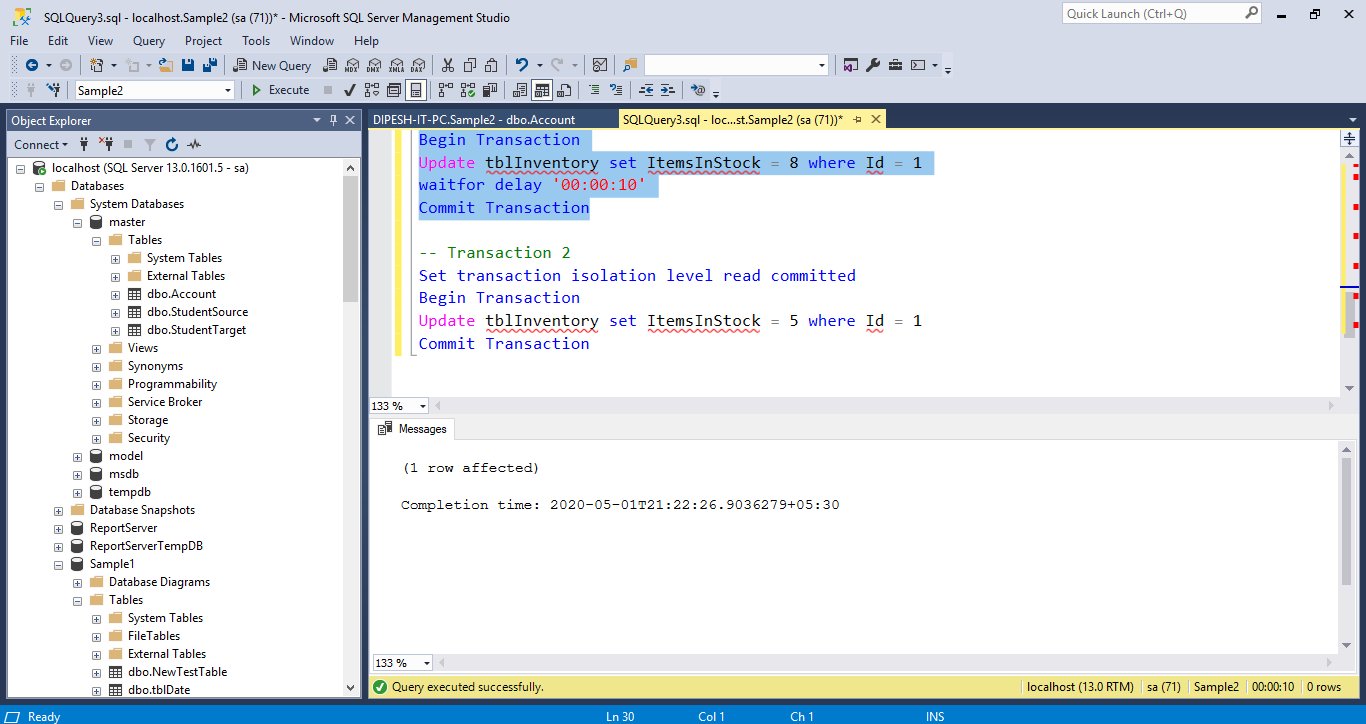 SQLQuery3.sql - localhost.Sample2 (sa (71))* - Microsoft SQL Server Management Studio
Quick Launch (Ctrl+Q)
File Edit View Query Project Tools Window Help
New Query MDX DMX XMLA DAX
Sample2 Execute
Object Explorer
DIPESH-IT-PC.Sample2 - dbo.Account
SQLQuery3.sql - loc...st.Sample2 (sa (71))*
Connect
localhost (SQL Server 13.0.1601.5 - sa)
Databases
System Databases
master
Tables
System Tables
External Tables
dbo.Account
dbo.StudentSource
dbo.StudentTarget
Views
Synonyms
Programmability
Service Broker
Storage
Security
model
msdb
tempdb
Database Snapshots
ReportServer
ReportServerTempDB
Sample1
Database Diagrams
Tables
System Tables
FileTables
External Tables
dbo.NewTestTable
dbo.tblDate
Begin Transaction
Update tblInventory set ItemsInStock = 8 where Id = 1
waitfor delay '00:00:10'
Commit Transaction
-- Transaction 2
Set transaction isolation level read committed
Begin Transaction
Update tblInventory set ItemsInStock = 5 where Id = 1
Commit Transaction
133 %
Messages
(1 row affected)
Completion time: 2020-05-01T21:22:26.9036279+05:30
133 %
Query executed successfully.
localhost (13.0 RTM) sa (71) Sample2 00:00:10 0 rows
Ready Ln 30 Col 1 Ch 1 INS